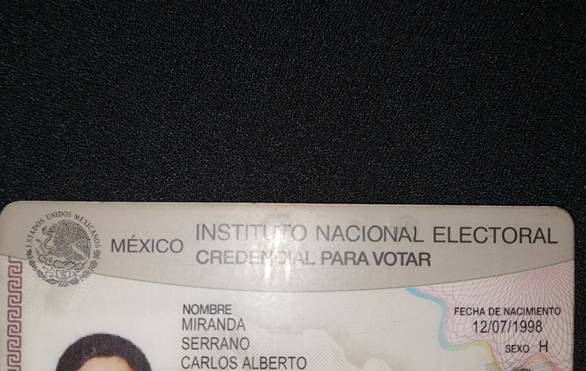 ESTADOS UNIDOS MEXICANOS
MÉXICO INSTITUTO NACIONAL ELECTORAL
CREDENCIAL PARA VOTAR
NOMBRE
MIRANDA
SERRANO
CARLOS ALBERTO
FECHA DE NACIMIENTO
12/07/1998
SEXO H